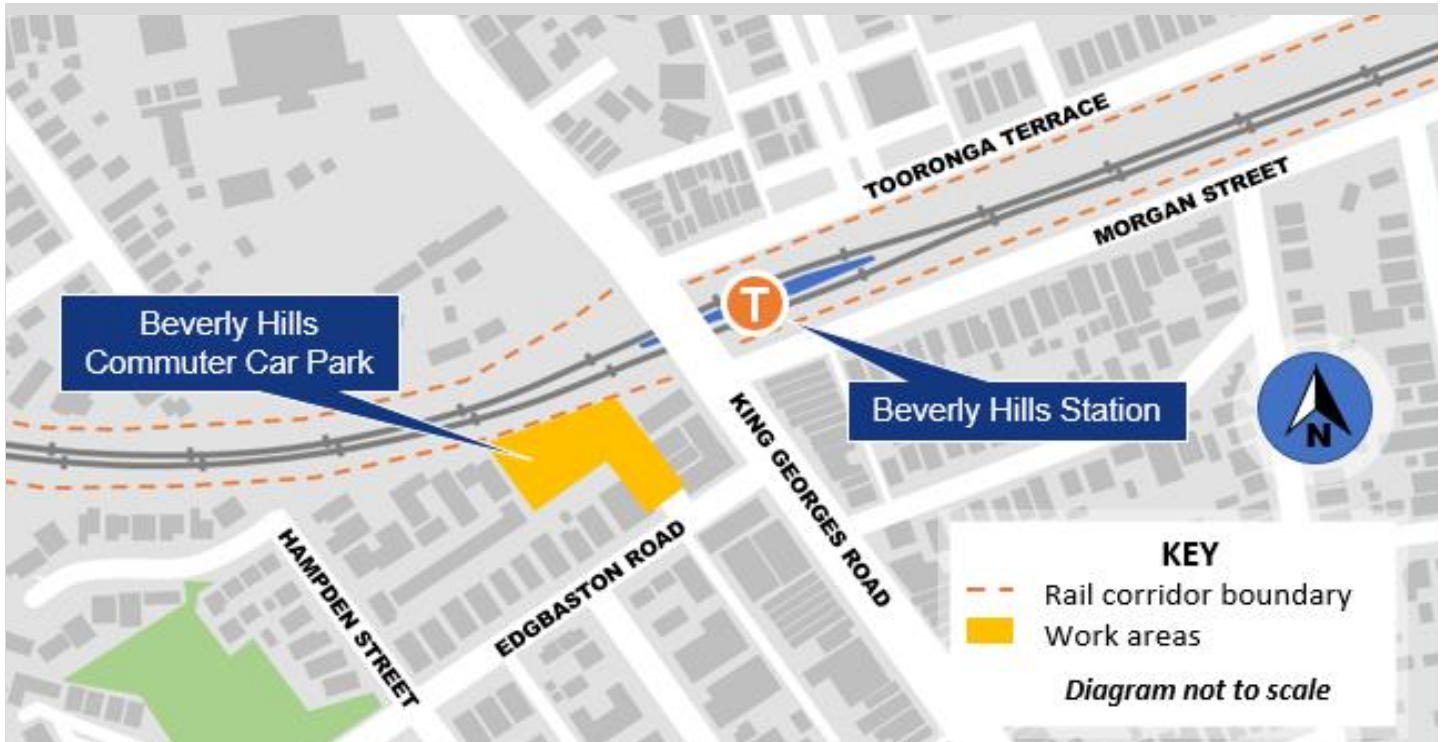 TOORONGA TERRACE
MORGAN STREET
T
Beverly Hills
Commuter Car Park
Beverly Hills Station
N
KING GEORGES ROAD
HAMPDEN STREET
EDGBASTON ROAD
KEY
Rail corridor boundary
Work areas
Diagram not to scale